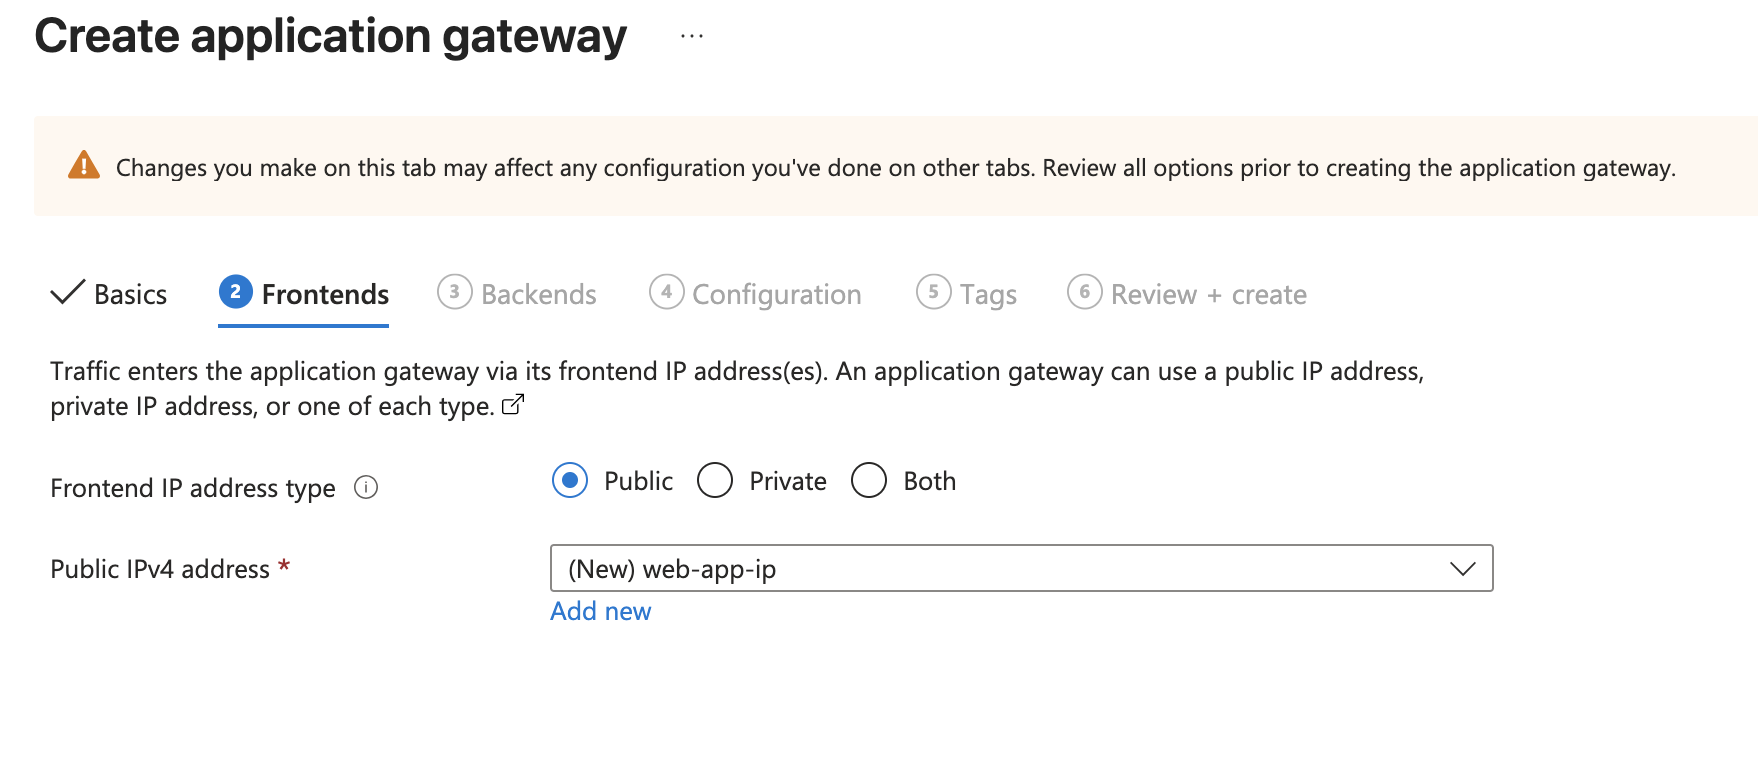 Create application gateway ...
Changes you make on this tab may affect any configuration you've done on other tabs. Review all options prior to creating the application gateway.
Basics 2 Frontends 3 Backends 4 Configuration 5 Tags 6 Review + create
Traffic enters the application gateway via its frontend IP address(es). An application gateway can use a public IP address,
private IP address, or one of each type.
Frontend IP address type Public Private Both
Public IPv4 address * (New) web-app-ip
Add new